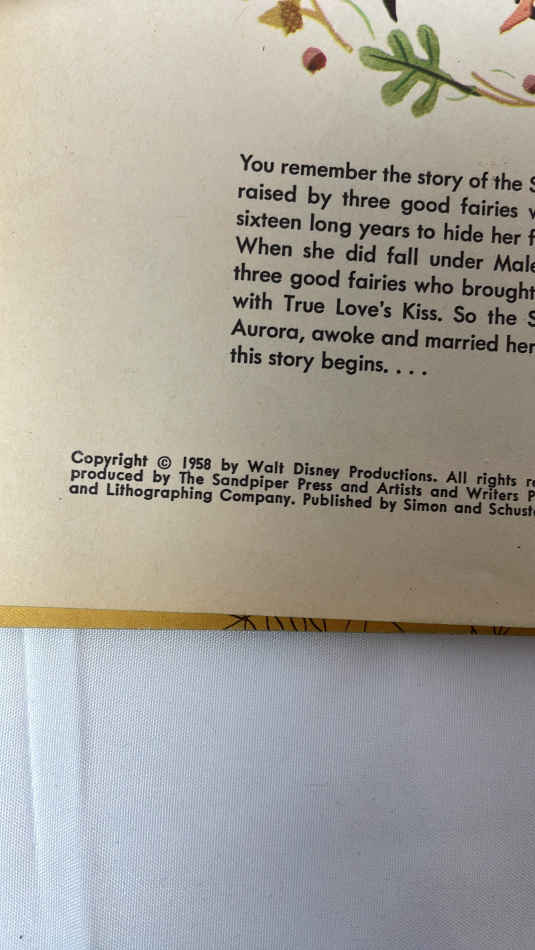 You remember the story of the
raised by three good fairies
sixteen long years to hide her
When she did fall under
three good fairies who brought
with True Love's Kiss. So the
Aurora, awoke and married her
this story begins. . . .
Copyright © 1958 by Walt Disney Productions. All rights
produced by The Sandpiper Press and Artists and Writers
and Lithographing Company. Published by Simon and